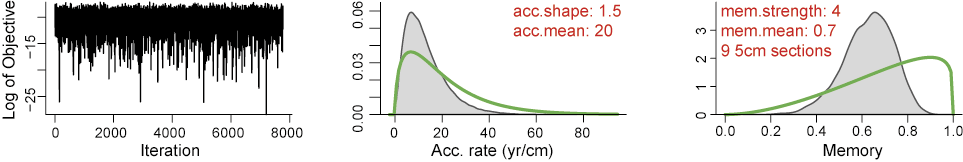 Log of Objective
−15
−25
0 2000 4000 6000 8000
Iteration
acc.shape: 1.5
acc.mean: 20
0.06
0.03
0.00
0 20 40 60 80
Acc. rate (yr/cm)
mem.strength: 4
mem.mean: 0.7
9 5cm sections
3
2
1
0
0.0 0.2 0.4 0.6 0.8 1.0
Memory